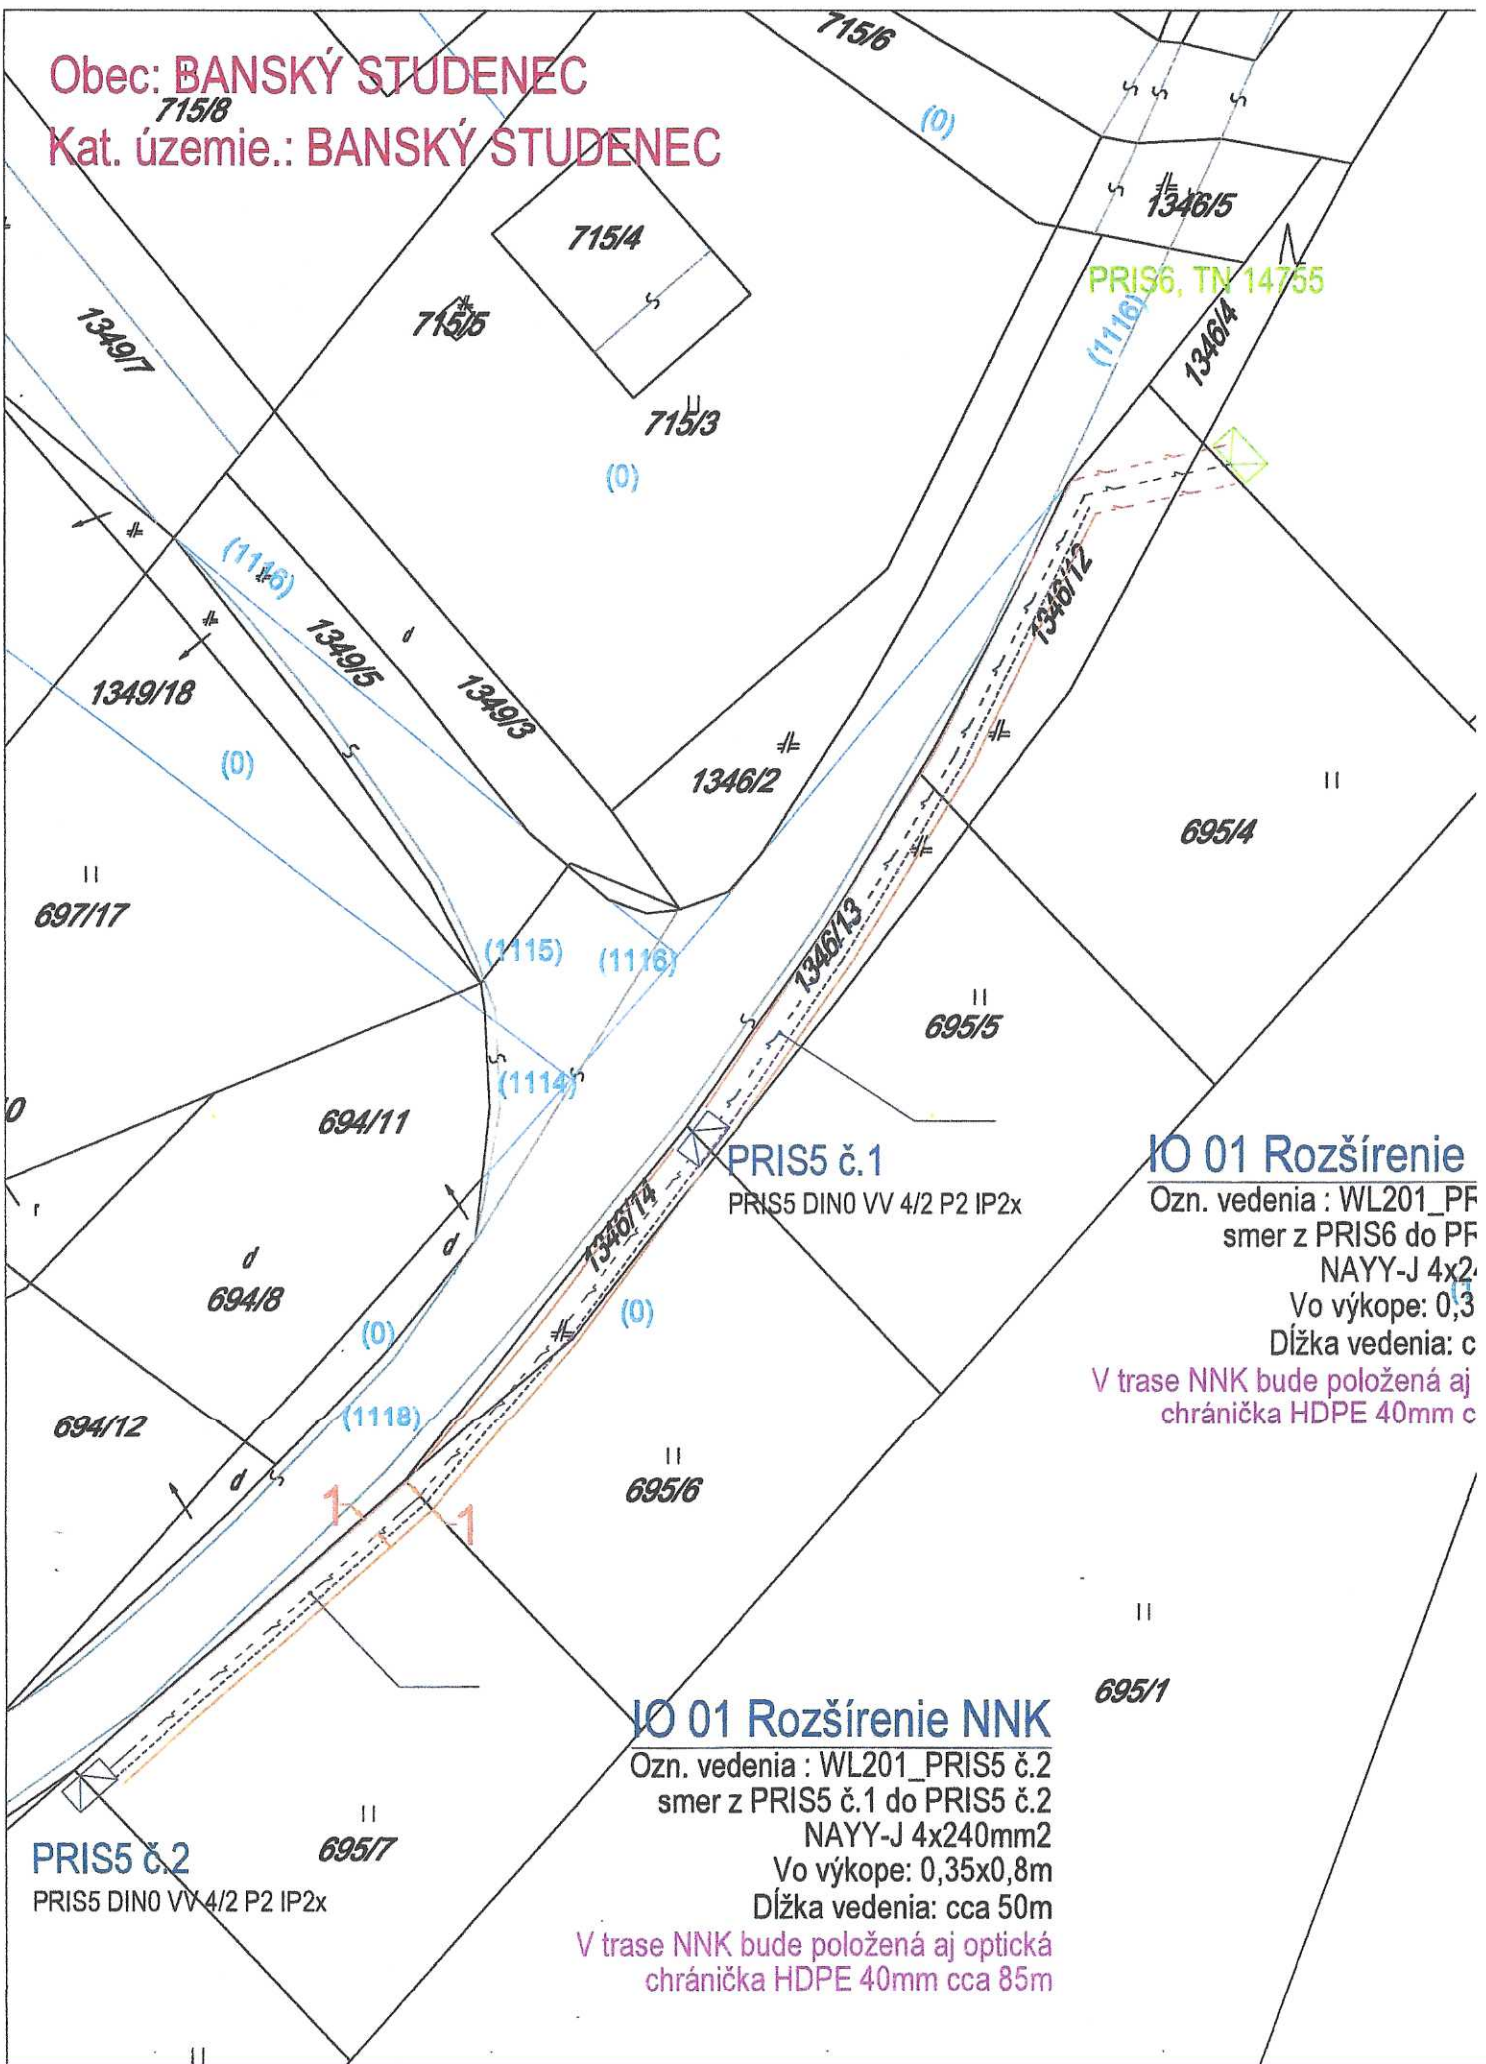 Obec: BANSKÝ STUDENEC
Kat. územie.: BANSKÝ STUDENEC
715/8
715/6
(0)
1346/5
715/4
PRIS6, TN 14755
715/5
1349/7
(1116)
1346/4
715/3
(0)
(1116)
1349/5
1346/12
1349/18
1349/3
(0)
1346/2
695/4
697/17
1346/13
(1115)
(1116)
695/5
(1114)
694/11
PRIS5 č.1
PRIS5 DIN0 VV 4/2 P2 IP2x
IO 01 Rozšírenie
Ozn. vedenia : WL201_PR
smer z PRIS6 do PR
NAYY-J 4x2
Vo výkope: 0,3
Dĺžka vedenia: c
V trase NNK bude položená aj
chránička HDPE 40mm c
1346/14
r
d
d
694/8
(0)
(0)
694/12
(1118)
d
695/6
1
1
695/1
IO 01 Rozšírenie NNK
Ozn. vedenia : WL201_PRIS5 č.2
smer z PRIS5 č.1 do PRIS5 č.2
NAYY-J 4x240mm2
Vo výkope: 0,35x0,8m
Dĺžka vedenia: cca 50m
V trase NNK bude položená aj optická
chránička HDPE 40mm cca 85m
695/7
PRIS5 č.2
PRIS5 DIN0 VV 4/2 P2 IP2x